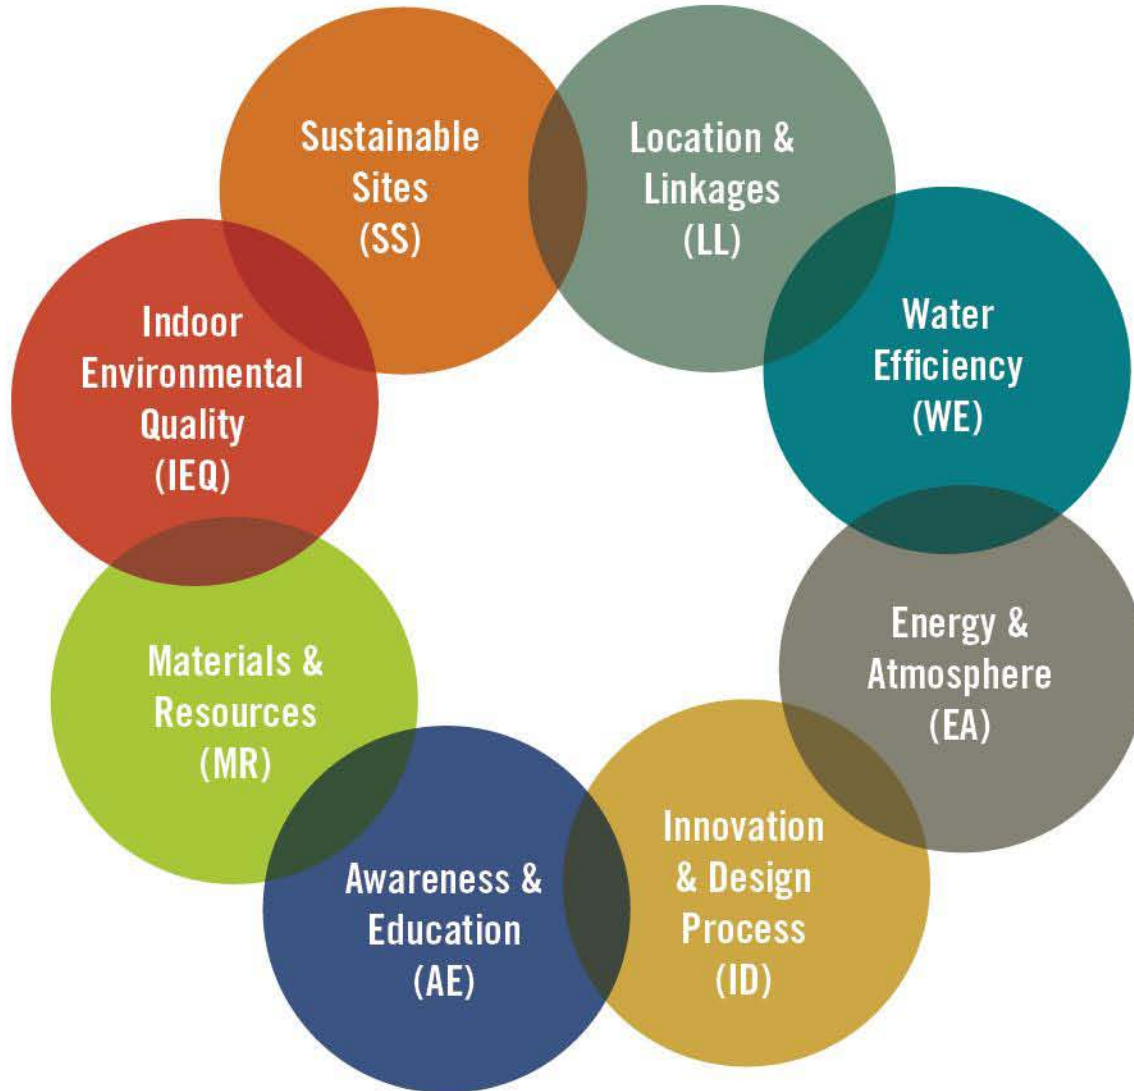 Sustainable
Sites
(SS)
Location &
Linkages
(LL)
Water
Efficiency
(WE)
Energy &
Atmosphere
(EA)
Innovation
& Design
Process
(ID)
Awareness &
Education
(AE)
Materials &
Resources
(MR)
Indoor
Environmental
Quality
(IEQ)